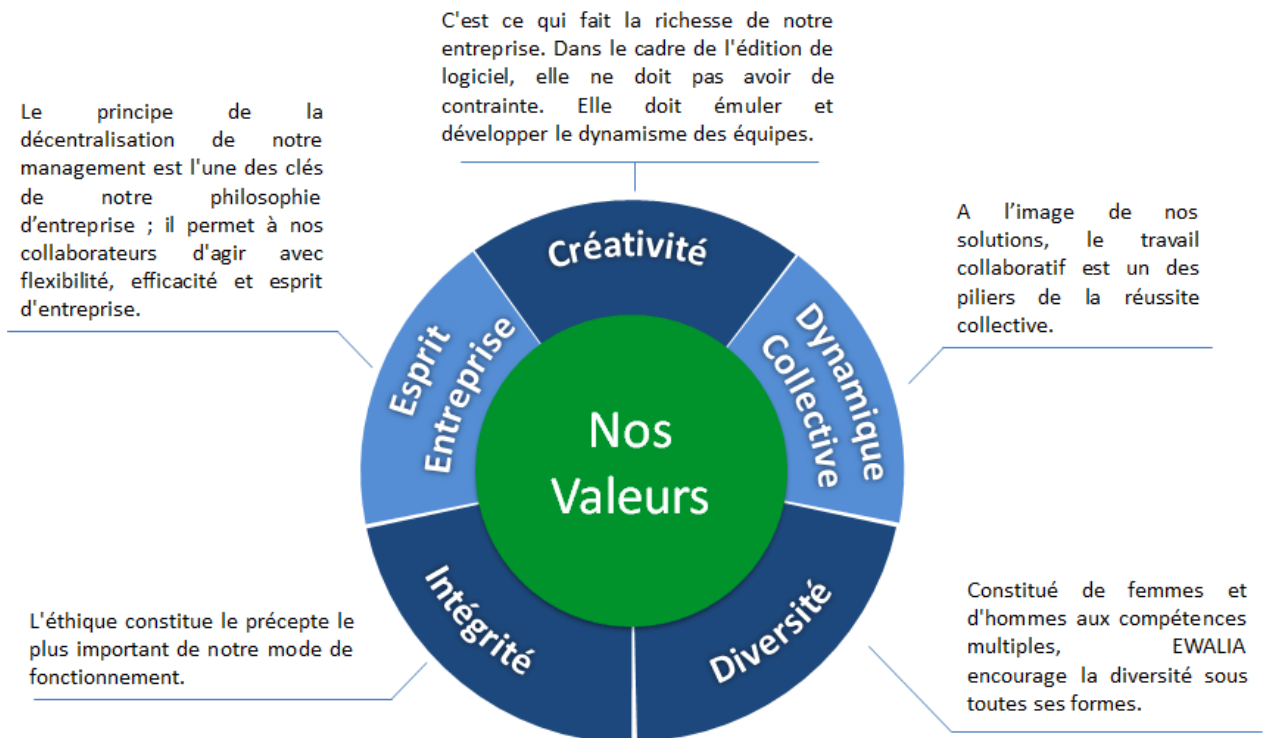 C'est ce qui fait la richesse de notre
entreprise. Dans le cadre de l'édition de
logiciel, elle ne doit pas avoir de
contrainte. Elle doit émuler et
développer le dynamisme des équipes.
Le principe de la
décentralisation de notre
management est l'une des clés
de notre philosophie
d’entreprise ; il permet à nos
collaborateurs d'agir avec
flexibilité, efficacité et esprit
d'entreprise.
A l’image de nos
solutions, le travail
collaboratif est un des
piliers de la réussite
collective.
Créativité
Esprit
Entreprise
Dynamique
Collective
Nos
Valeurs
Intégrité
Diversité
L'éthique constitue le précepte le
plus important de notre mode de
fonctionnement.
Constitué de femmes et
d'hommes aux compétences
multiples, EWALIA
encourage la diversité sous
toutes ses formes.